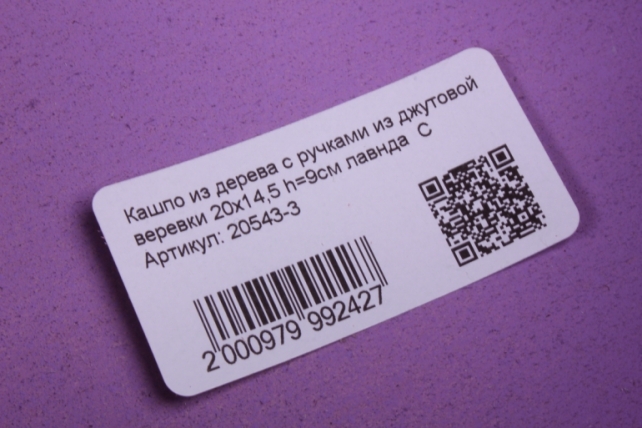 Кашпо из дерева с ручками из джутовой
веревки 20х14,5 h=9см лавнда С
Артикул: 20543-3
2 000979 992427